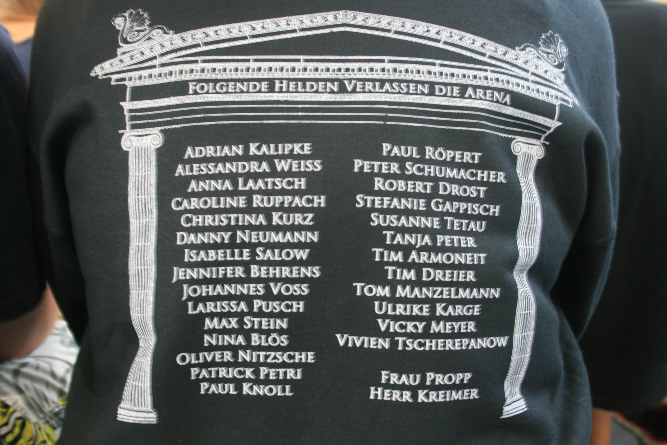 FOLGENDE HELDEN VERLASSEN DIE ARENA
ADRIAN KALIPKE
ALESSANDRA WEISS
ANNA LAATSCH
CAROLINE RUPPACH
CHRISTINA KURZ
DANNY NEUMANN
ISABELLE SALOW
JENNIFER BEHRENS
JOHANNES VOSS
LARISSA PUSCH
MAX STEIN
NINA BLÖS
OLIVER NITZSCHE
PATRICK PETRI
PAUL KNOLL
PAUL RÖPERT
PETER SCHUMACHER
ROBERT DROST
STEFANIE GAPPISCH
SUSANNE TETAU
TANJA PETER
TIM ARMONEIT
TIM DREIER
TOM MANZELMANN
ULRIKE KARGE
VICKY MEYER
VIVIEN TSCHEREPANOW
FRAU PROPP
HERR KREIMER